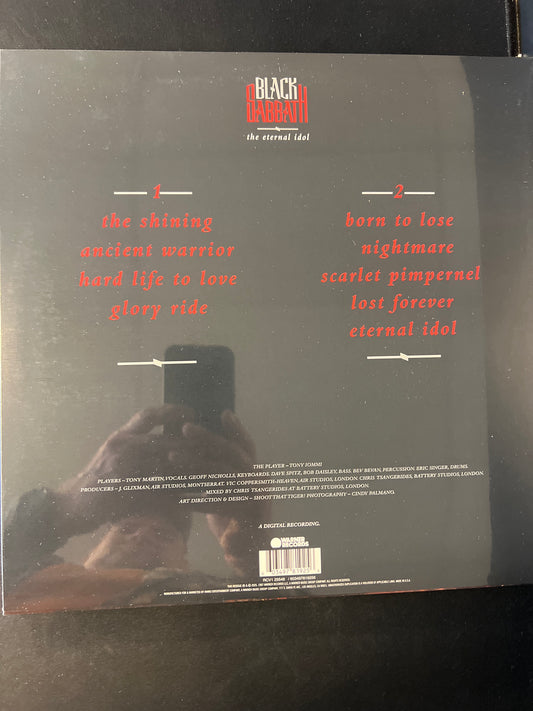 BLACK
SABBATH
the eternal idol
1
the shining
ancient warrior
hard life to love
glory ride
2
born to lose
nightmare
scarlet pimpernel
lost forever
eternal idol
THE PLAYER – TONY IOMMI
PLAYERS – TONY MARTIN, VOCALS. GEOFF NICHOLLS, KEYBOARDS. DAVE SPITZ, BOB DAISLEY, BASS. BEV BEVAN, PERCUSSION. ERIC SINGER, DRUMS.
PRODUCERS – J. GLIXMAN, AIR STUDIOS, MONTSERRAT. VIC COPPERSMITH-HEAVEN, AIR STUDIOS, LONDON. CHRIS TSANGERIDES, BATTERY STUDIOS, LONDON.
MIXED BY CHRIS TSANGERIDES AT BATTERY STUDIOS, LONDON.
ART DIRECTION & DESIGN – SHOOT THAT TIGER! PHOTOGRAPHY – CINDY PALMANO.
A DIGITAL RECORDING.
WARNER
RECORDS